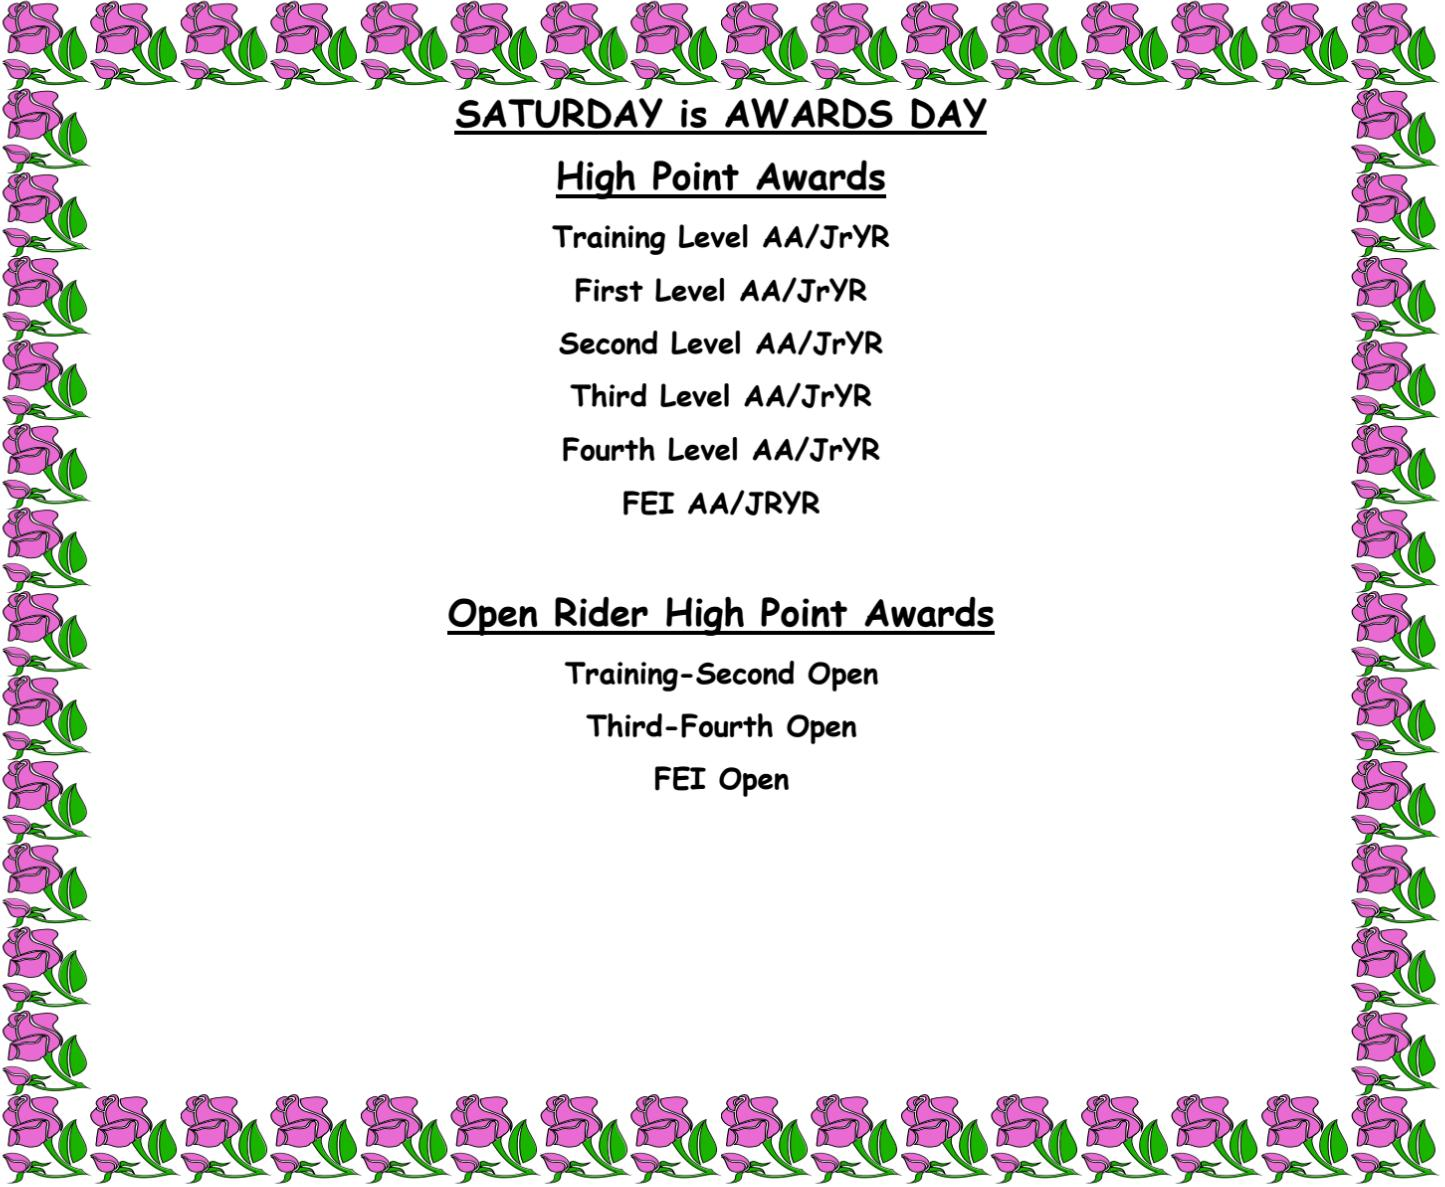 SATURDAY is AWARDS DAY
High Point Awards
Training Level AA/JrYR
First Level AA/JrYR
Second Level AA/JrYR
Third Level AA/JrYR
Fourth Level AA/JrYR
FEI AA/JRYR
Open Rider High Point Awards
Training-Second Open
Third-Fourth Open
FEI Open